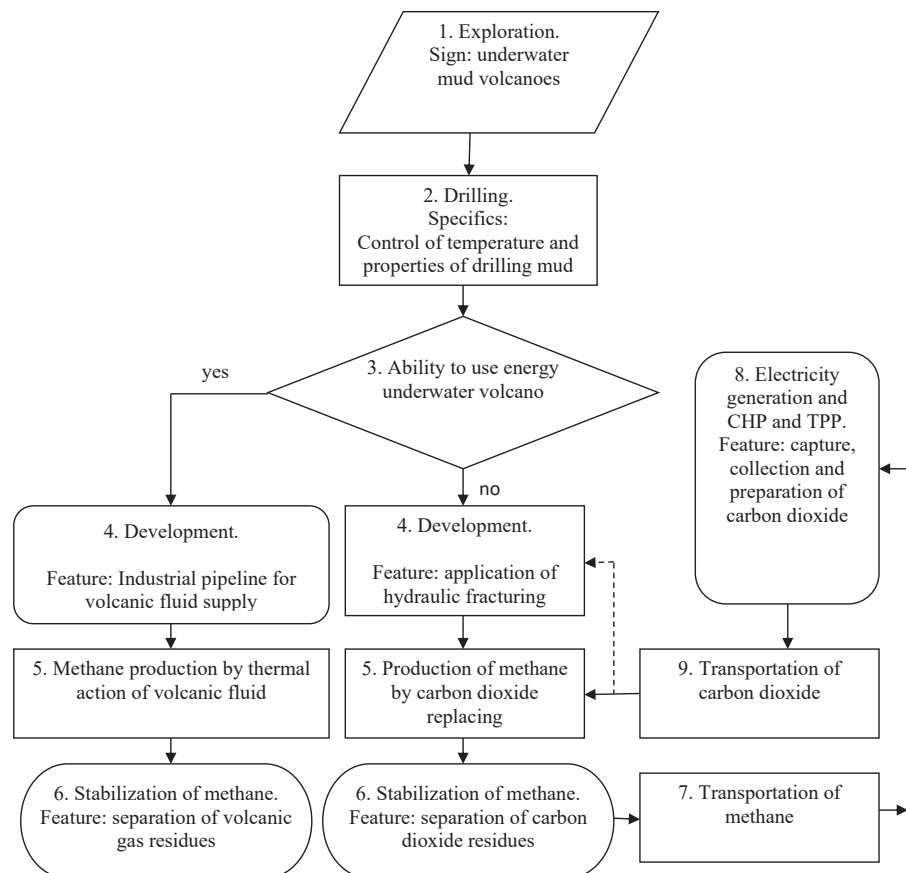 1. Exploration.
Sign: underwater
mud volcanoes
2. Drilling.
Specifics:
Control of temperature and
properties of drilling mud
3. Ability to use energy
underwater volcano
yes
no
4. Development.
Feature: Industrial pipeline for
volcanic fluid supply
4. Development.
Feature: application of
hydraulic fracturing
8. Electricity
generation and
CHP and TPP.
Feature: capture,
collection and
preparation of
carbon dioxide
5. Methane production by thermal
action of volcanic fluid
5. Production of methane
by carbon dioxide
replacing
9. Transportation of
carbon dioxide
6. Stabilization of methane.
Feature: separation of volcanic
gas residues
6. Stabilization of methane.
Feature: separation of carbon
dioxide residues
7. Transportation of
methane